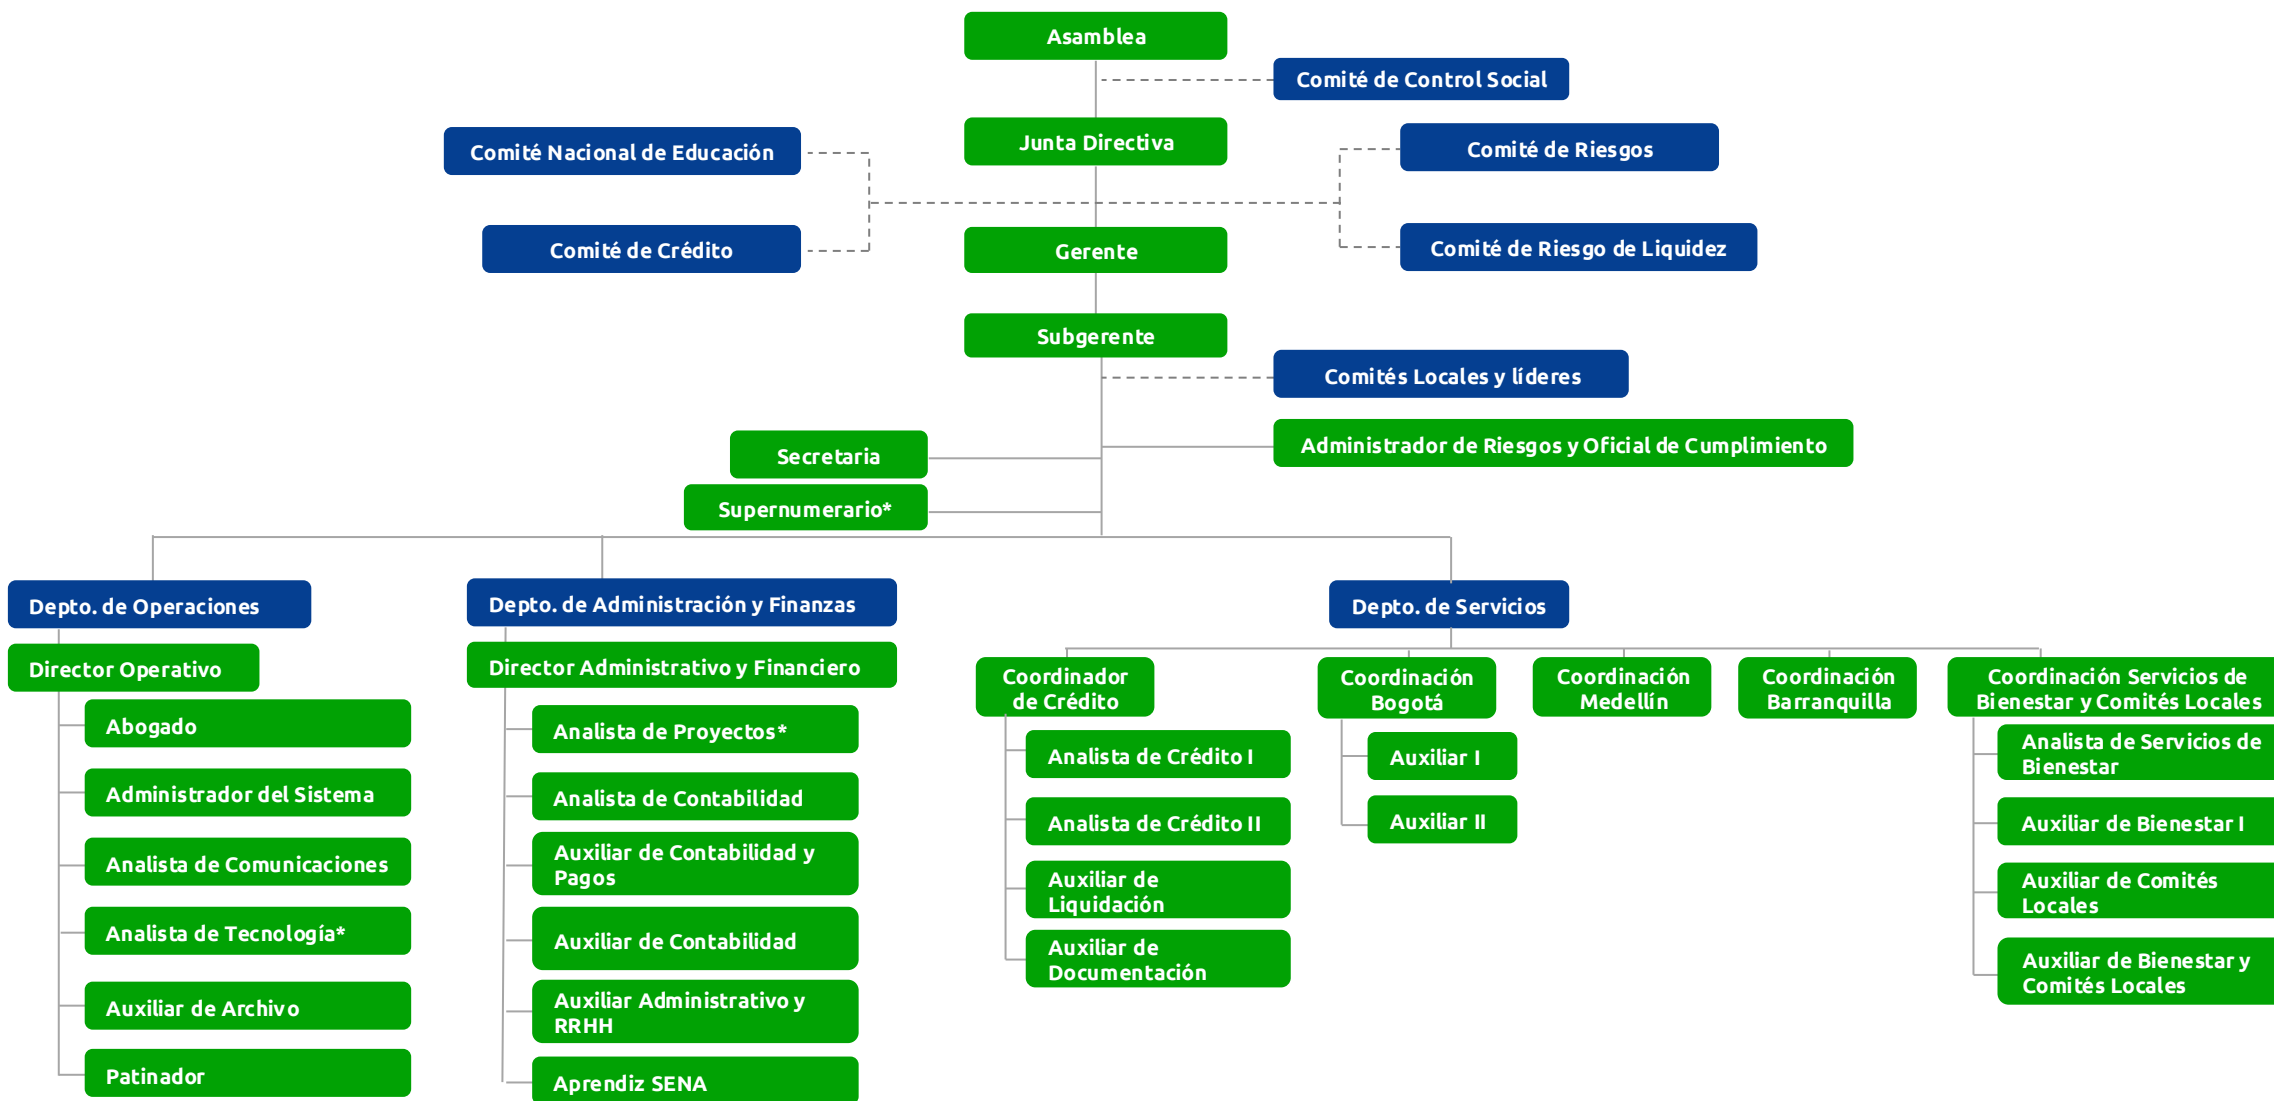 Asamblea
Comité de Control Social
Junta Directiva
Comité Nacional de Educación
Comité de Riesgos
Comité de Crédito
Gerente
Comité de Riesgo de Liquidez
Subgerente
Comités Locales y líderes
Secretaria
Administrador de Riesgos y Oficial de Cumplimiento
Supernumerario*
Depto. de Operaciones
Director Operativo
Abogado
Administrador del Sistema
Analista de Comunicaciones
Analista de Tecnología*
Auxiliar de Archivo
Patinador
Depto. de Administración y Finanzas
Director Administrativo y Financiero
Analista de Proyectos*
Analista de Contabilidad
Auxiliar de Contabilidad y
Pagos
Auxiliar de Contabilidad
Auxiliar Administrativo y
RRHH
Aprendiz SENA
Depto. de Servicios
Coordinador
de Crédito
Analista de Crédito I
Analista de Crédito II
Auxiliar de
Liquidación
Auxiliar de
Documentación
Coordinación
Bogotá
Auxiliar I
Auxiliar II
Coordinación
Medellín
Coordinación
Barranquilla
Coordinación Servicios de
Bienestar y Comités Locales
Analista de Servicios de
Bienestar
Auxiliar de Bienestar I
Auxiliar de Comités
Locales
Auxiliar de Bienestar y
Comités Locales